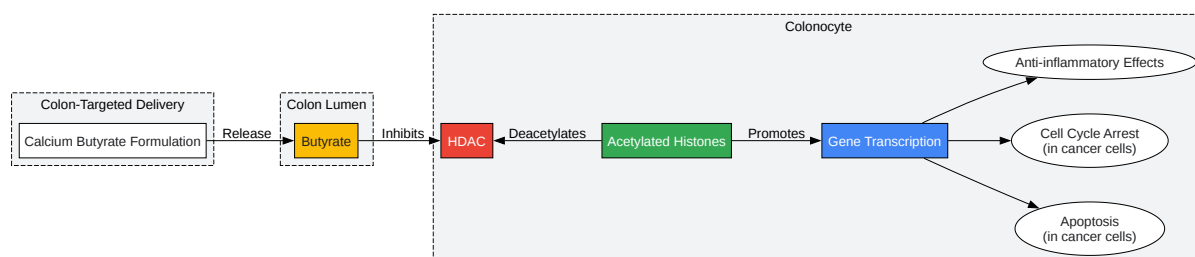 Colonocyte
Colon-Targeted Delivery
Calcium Butyrate Formulation
Release
Colon Lumen
Butyrate
Inhibits
HDAC
Deacetylates
Acetylated Histones
Promotes
Gene Transcription
Anti-inflammatory Effects
Cell Cycle Arrest
(in cancer cells)
Apoptosis
(in cancer cells)